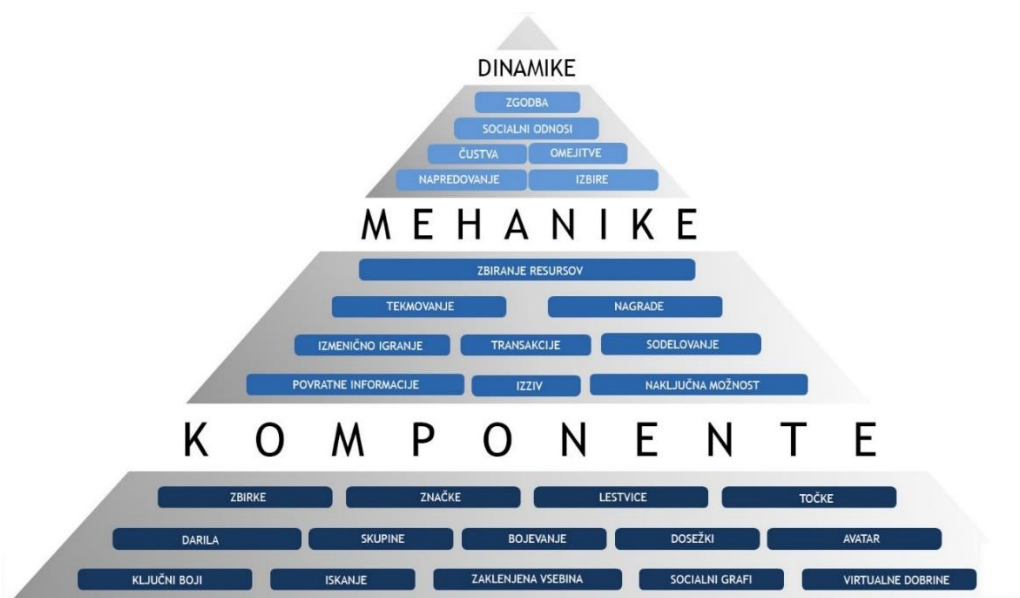 DINAMIKE
ZGODBA
SOCIALNI ODNOSI
ČUSTVA OMEJITVE
NAPREDOVANJE IZBIRE
MEHANIKE
ZBIRANJE RESURSOV
TEKMOVANJE NAGRADE
IZMENIČNO IGRANJE TRANSAKCIJE SODELOVANJE
POVRATNE INFORMACIJE IZZIV NAKLJUČNA MOŽNOST
KOMPONENTE
ZBIRKE ZNAČKE LESTVICE TOČKE
DARILA SKUPINE BOJEVANJE DOSEŽKI AVATAR
KLJUČNI BOJI ISKANJE ZAKLENJENA VSEBINA SOCIALNI GRAFI VIRTUALNE DOBRINE